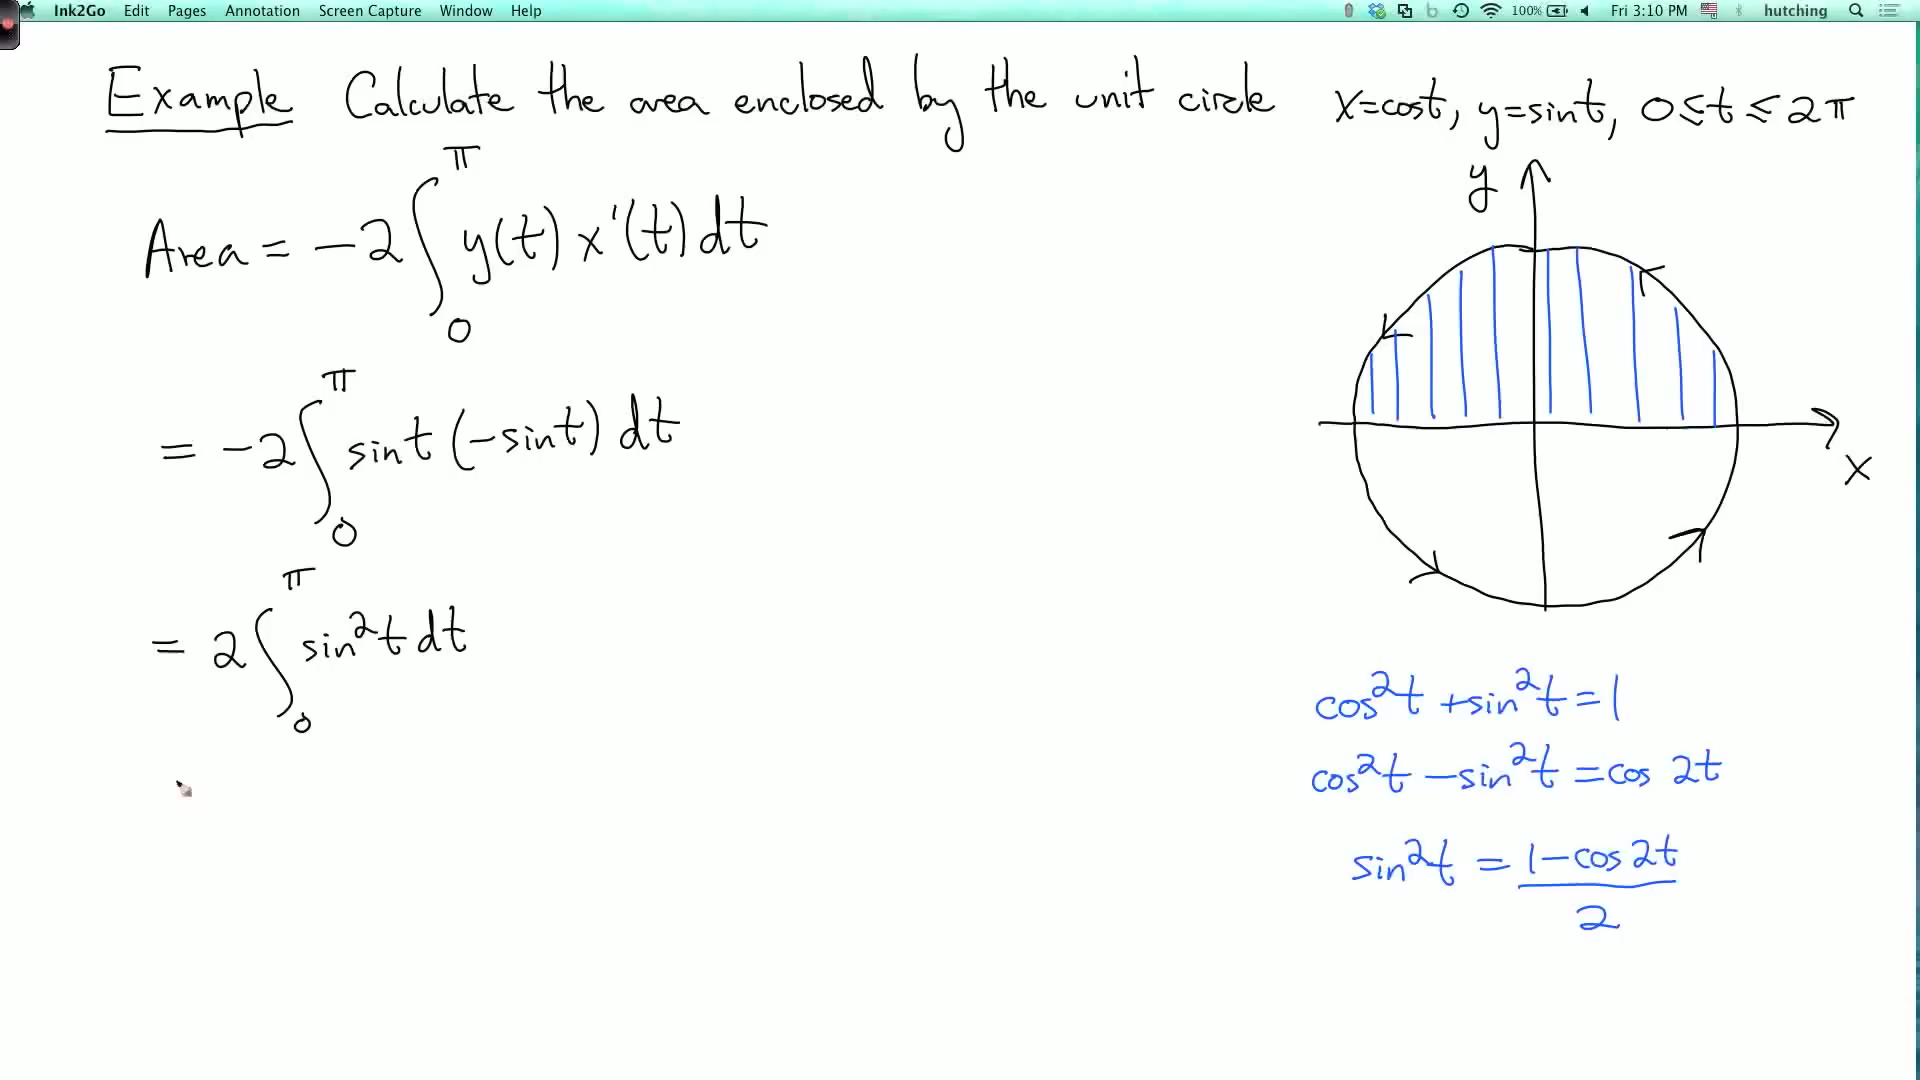 Ink2Go Edit Pages Annotation Screen Capture Window Help 100% Fri 3:10 PM hutching
Example Calculate the area enclosed by the unit circle x=cost, y=sint, 0≤t≤2π
Area = -2∫₀^π y(t) x'(t) dt
= -2∫₀^π sint (-sint) dt
= 2∫₀^π sin²t dt
y
x
cos²t + sin²t = 1
cos²t - sin²t = cos 2t
sin²t = (1 - cos 2t)/2